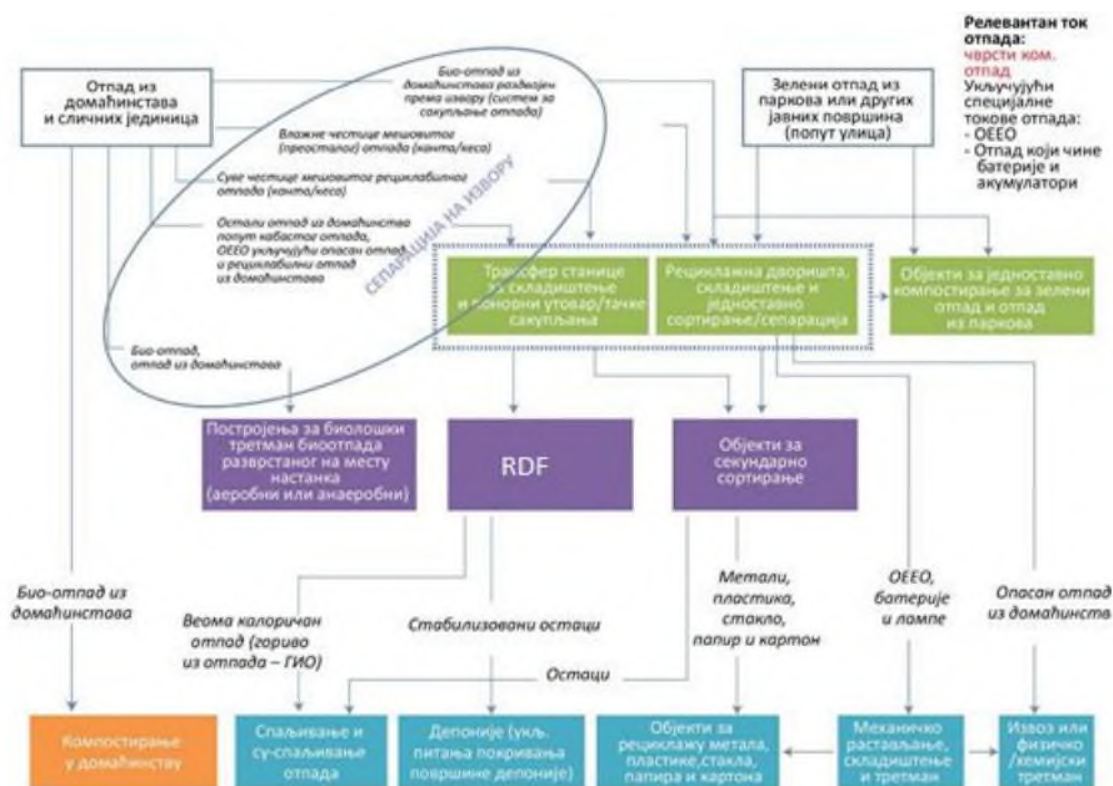 Релевантан ток
отпада:
чврсти ком.
отпад
Укључујући
специјалне
токове отпада:
- ОЕЕО
- Отпад који чине
батерије и
акумулатори
Отпад из
домаћинстава
и сличних јединица
Био-отпад из
домаћинстава раздвојен
према извору (систем за
сакупљање отпада)
Зелени отпад из
паркова или других
јавних површина
(попут улица)
Влажне честице мешовитог
(преосталог) отпада (канта/кеса)
Суве честице мешовитог рециклабилног
отпада (канта/кеса)
Остали отпад из домаћинства
попут кабастог отпада,
ОЕЕО укључујући опасан отпад
и рециклабилни отпад
из домаћинства
СЕПАРАЦИЈА НА ИЗВОРУ
Био-отпад,
отпад из домаћинства
Трансфер станице
за складиштење
и поновни утовар/тачке
сакупљања
Рециклажна дворишта,
складиштење и
једноставно
сортирање/сепарација
Објекти за једноставно
компостирање за зелени
отпад и отпад
из паркова
Постројења за биолошки
третман биоотпада
разврстаног на месту
настанка
(аеробни или анаеробни)
RDF
Објекти за
секундарно
сортирање
Био-отпад из
домаћинстава
Веома калоричан
отпад (гориво
из отпада – ГИО)
Стабилизовани остаци
Остаци
Метали,
пластика,
стакло,
папир и картон
ОЕЕО,
батерије
и лампе
Опасан отпад
из домаћинств
Компостирање
у домаћинству
Спаљивање и
су-спаљивање
отпада
Депоније (укљ.
питања покривања
површине депоније)
Објекти за
рециклажу метала,
пластике,стакла,
папира и картона
Механичко
растављање,
складиштење
и третман
Извоз или
физичко
/хемијски
третман